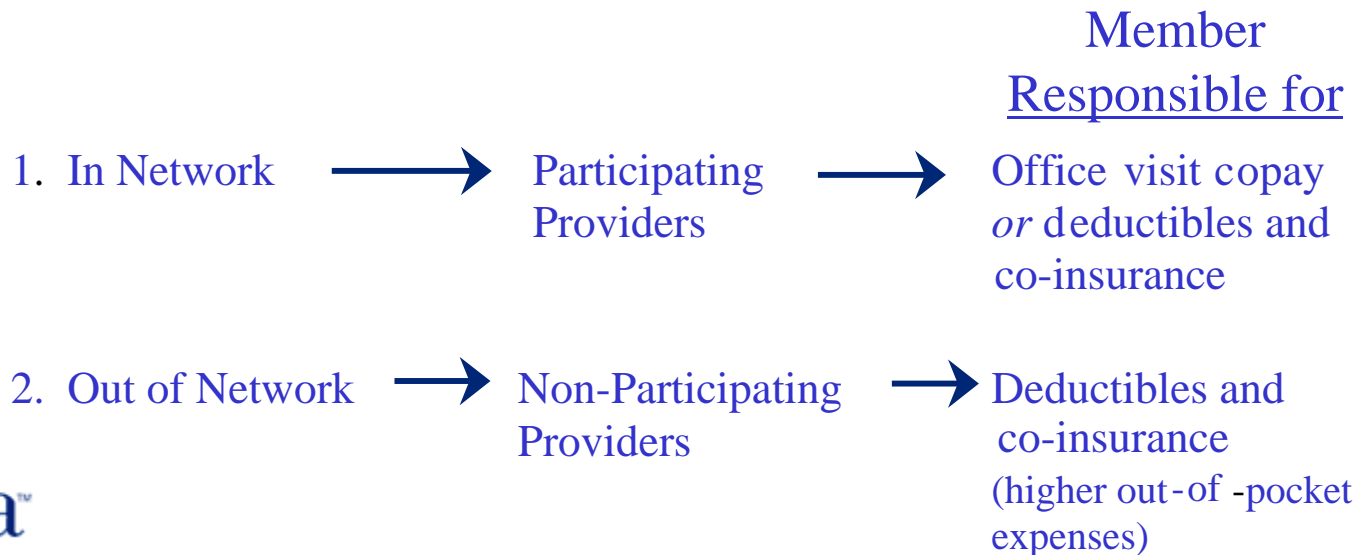 Member
Responsible for
1. In Network
Participating
Providers
Office visit copay
or deductibles and
co-insurance
2. Out of Network
Non-Participating
Providers
Deductibles and
co-insurance
(higher out-of -pocket
expenses)
a™